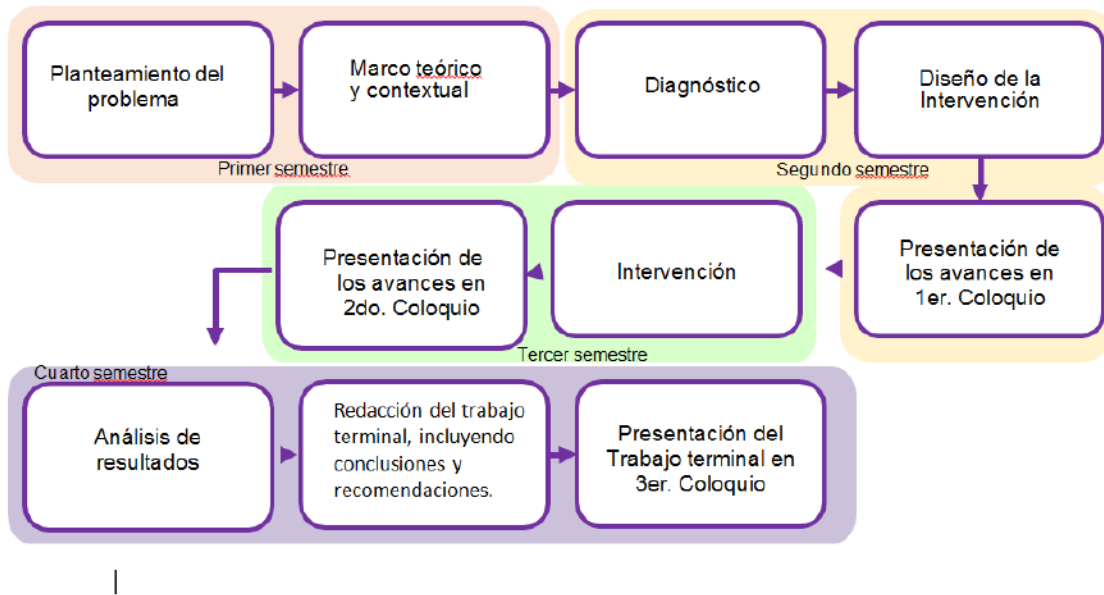 Planteamiento del
problema
Marco teórico
y contextual
Primer semestre
Diagnóstico
Diseño de la
Intervención
Segundo semestre
Presentación de
los avances en
1er. Coloquio
Intervención
Presentación de
los avances en
2do. Coloquio
Tercer semestre
Cuarto semestre
Análisis de
resultados
Redacción del trabajo
terminal, incluyendo
conclusiones y
recomendaciones.
Presentación del
Trabajo terminal en
3er. Coloquio